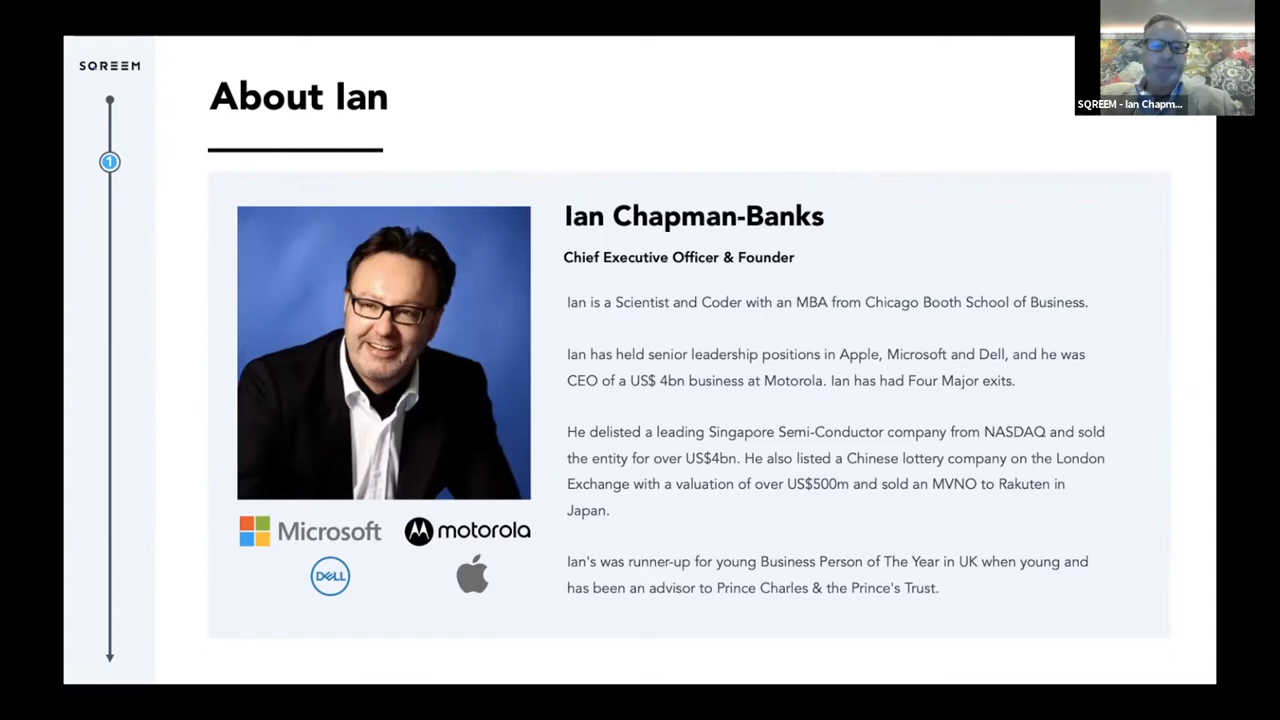 SQREEM
About Ian
SQREEM - Ian Chapm...
1
Ian Chapman-Banks
Chief Executive Officer & Founder
Ian is a Scientist and Coder with an MBA from Chicago Booth School of Business.
Ian has held senior leadership positions in Apple, Microsoft and Dell, and he was
CEO of a US$ 4bn business at Motorola. Ian has had Four Major exits.
He delisted a leading Singapore Semi-Conductor company from NASDAQ and sold
the entity for over US$4bn. He also listed a Chinese lottery company on the London
Exchange with a valuation of over US$500m and sold an MVNO to Rakuten in
Japan.
Ian's was runner-up for young Business Person of The Year in UK when young and
has been an advisor to Prince Charles & the Prince's Trust.
Microsoft
motorola
DELL